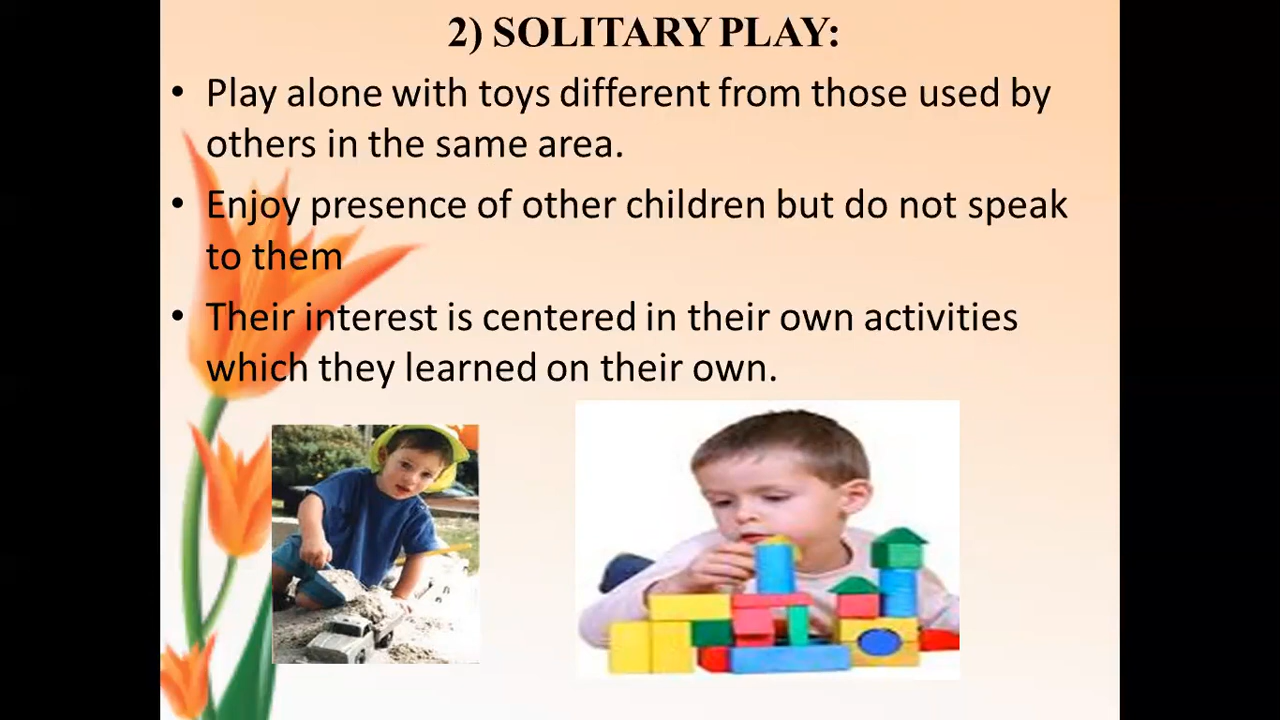 2) SOLITARY PLAY:
• Play alone with toys different from those used by
others in the same area.
• Enjoy presence of other children but do not speak
to them
• Their interest is centered in their own activities
which they learned on their own.